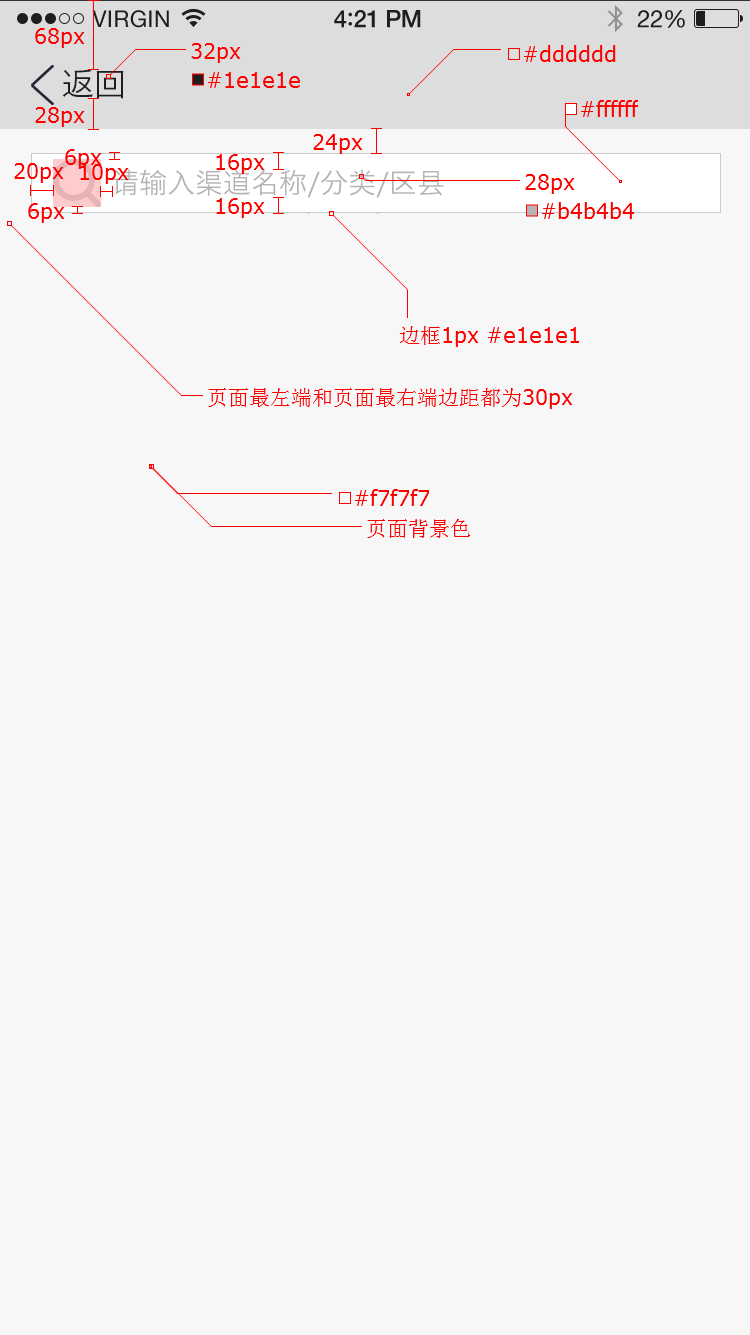 VIRGIN
4:21 PM
22%
68px
32px
#dddddd
返回
#1e1e1e
28px
#ffffff
24px
6px
16px
20px
10px
请输入渠道名称/分类/区县
28px
6px
16px
#b4b4b4
边框1px #e1e1e1
页面最左端和页面最右端边距都为30px
#f7f7f7
页面背景色